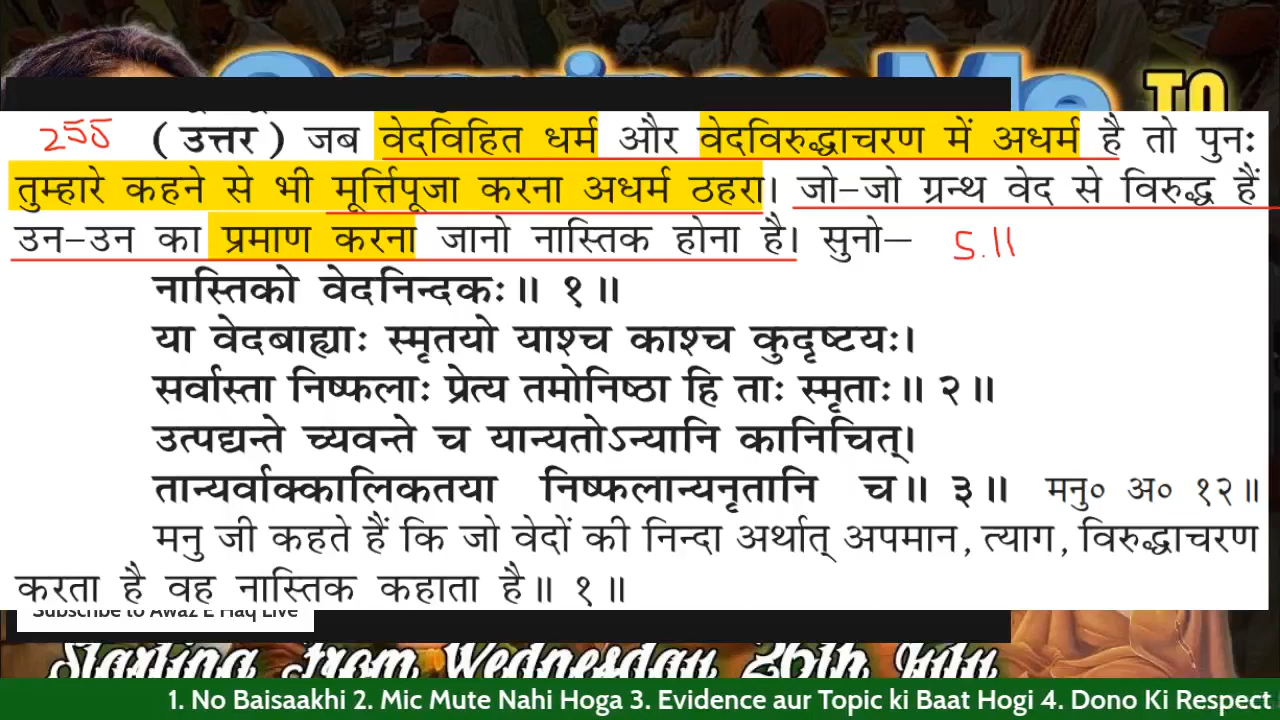 TO
255 (उत्तर) जब वेदविहित धर्म और वेदविरुद्धाचरण में अधर्म है तो पुनः
तुम्हारे कहने से भी मूर्त्तिपूजा करना अधर्म ठहरा। जो-जो ग्रन्थ वेद से विरुद्ध हैं
उन-उन का प्रमाण करना जानो नास्तिक होना है। सुनो— S.11
नास्तिको वेदनिन्दकः॥ १॥
या वेदबाह्याः स्मृतयो याश्च काश्च कुदृष्टयः।
सर्वास्ता निष्फलाः प्रेत्य तमोनिष्ठा हि ताः स्मृताः॥ २॥
उत्पद्यन्ते च्यवन्ते च यान्यतोऽन्यानि कानिचित्।
तान्यर्वाक्कालिकतया निष्फलान्यनृतानि च॥ ३॥ मनु० अ० १२॥
मनु जी कहते हैं कि जो वेदों की निन्दा अर्थात् अपमान, त्याग, विरुद्धाचरण
करता है वह नास्तिक कहाता है॥ १॥
Subscribe to Awaz E Haq Live
Starting from Wednesday 26th July
1. No Baisaakhi 2. Mic Mute Nahi Hoga 3. Evidence aur Topic ki Baat Hogi 4. Dono Ki Respect